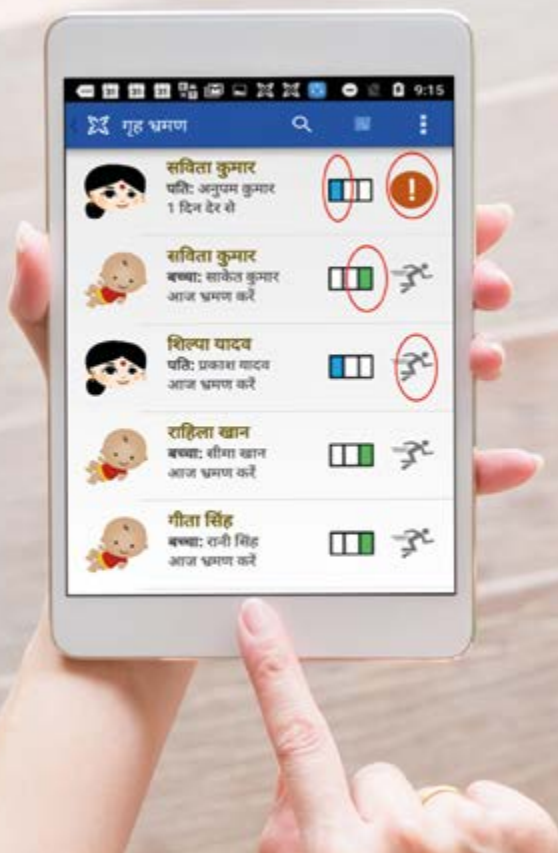 9:15
गृह भ्रमण
सविता कुमार
पति: अनुपम कुमार
1 दिन देर से
सविता कुमार
बच्चा: साकेत कुमार
आज भ्रमण करें
शिल्पा यादव
पति: प्रकाश यादव
आज भ्रमण करें
राहिला खान
बच्चा: सीमा खान
आज भ्रमण करें
गीता सिंह
बच्चा: रानी सिंह
आज भ्रमण करें